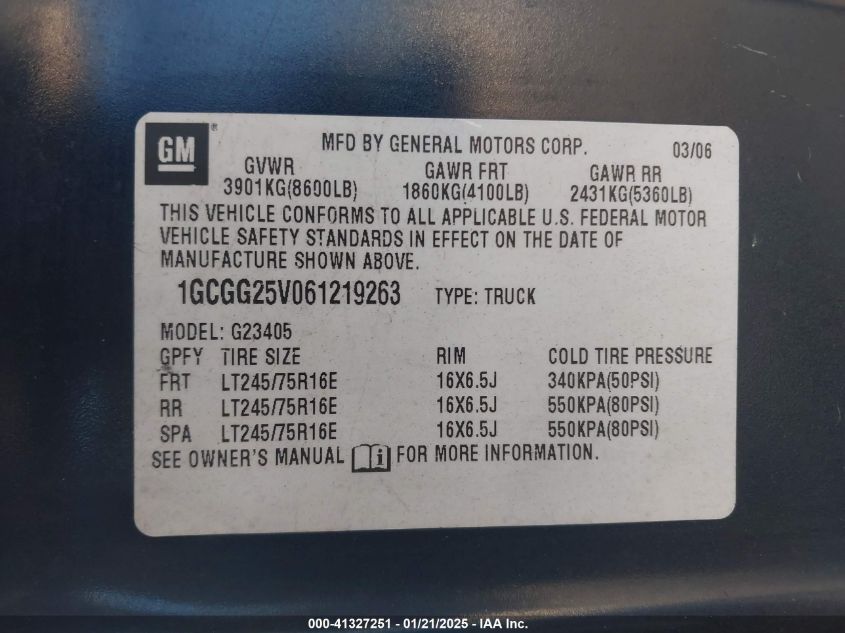 GM®
MFD BY GENERAL MOTORS CORP. 03/06
GVWR GAWR FRT GAWR RR
3901KG(8600LB) 1860KG(4100LB) 2431KG(5360LB)
THIS VEHICLE CONFORMS TO ALL APPLICABLE U.S. FEDERAL MOTOR
VEHICLE SAFETY STANDARDS IN EFFECT ON THE DATE OF
MANUFACTURE SHOWN ABOVE.
1GCGG25V061219263 TYPE: TRUCK
MODEL: G23405
GPFY TIRE SIZE RIM COLD TIRE PRESSURE
FRT LT245/75R16E 16X6.5J 340KPA(50PSI)
RR LT245/75R16E 16X6.5J 550KPA(80PSI)
SPA LT245/75R16E 16X6.5J 550KPA(80PSI)
SEE OWNER'S MANUAL i FOR MORE INFORMATION.
000-41327251 - 01/21/2025 - IAA Inc.